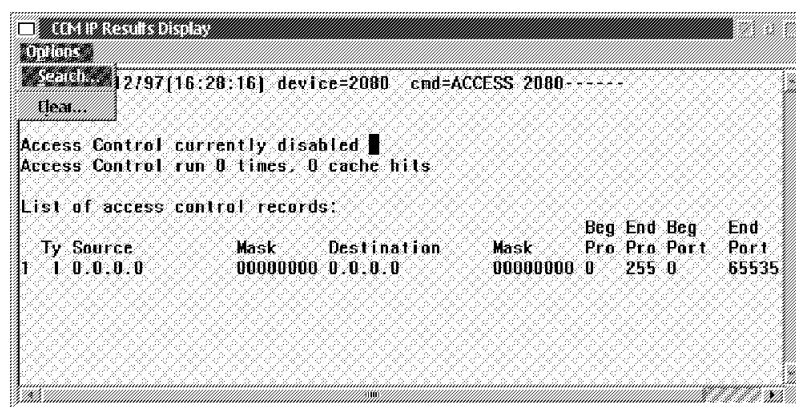 CCM IP Results Display
Options
Search...
12/97[16:28:16] device=2080 cmd=ACCESS 2080------
Clear...
Access Control currently disabled
Access Control run 0 times, 0 cache hits
List of access control records:
Beg End Beg End
Ty Source Mask Destination Mask Pro Pro Port Port
1 1 0.0.0.0 00000000 0.0.0.0 00000000 0 255 0 65535